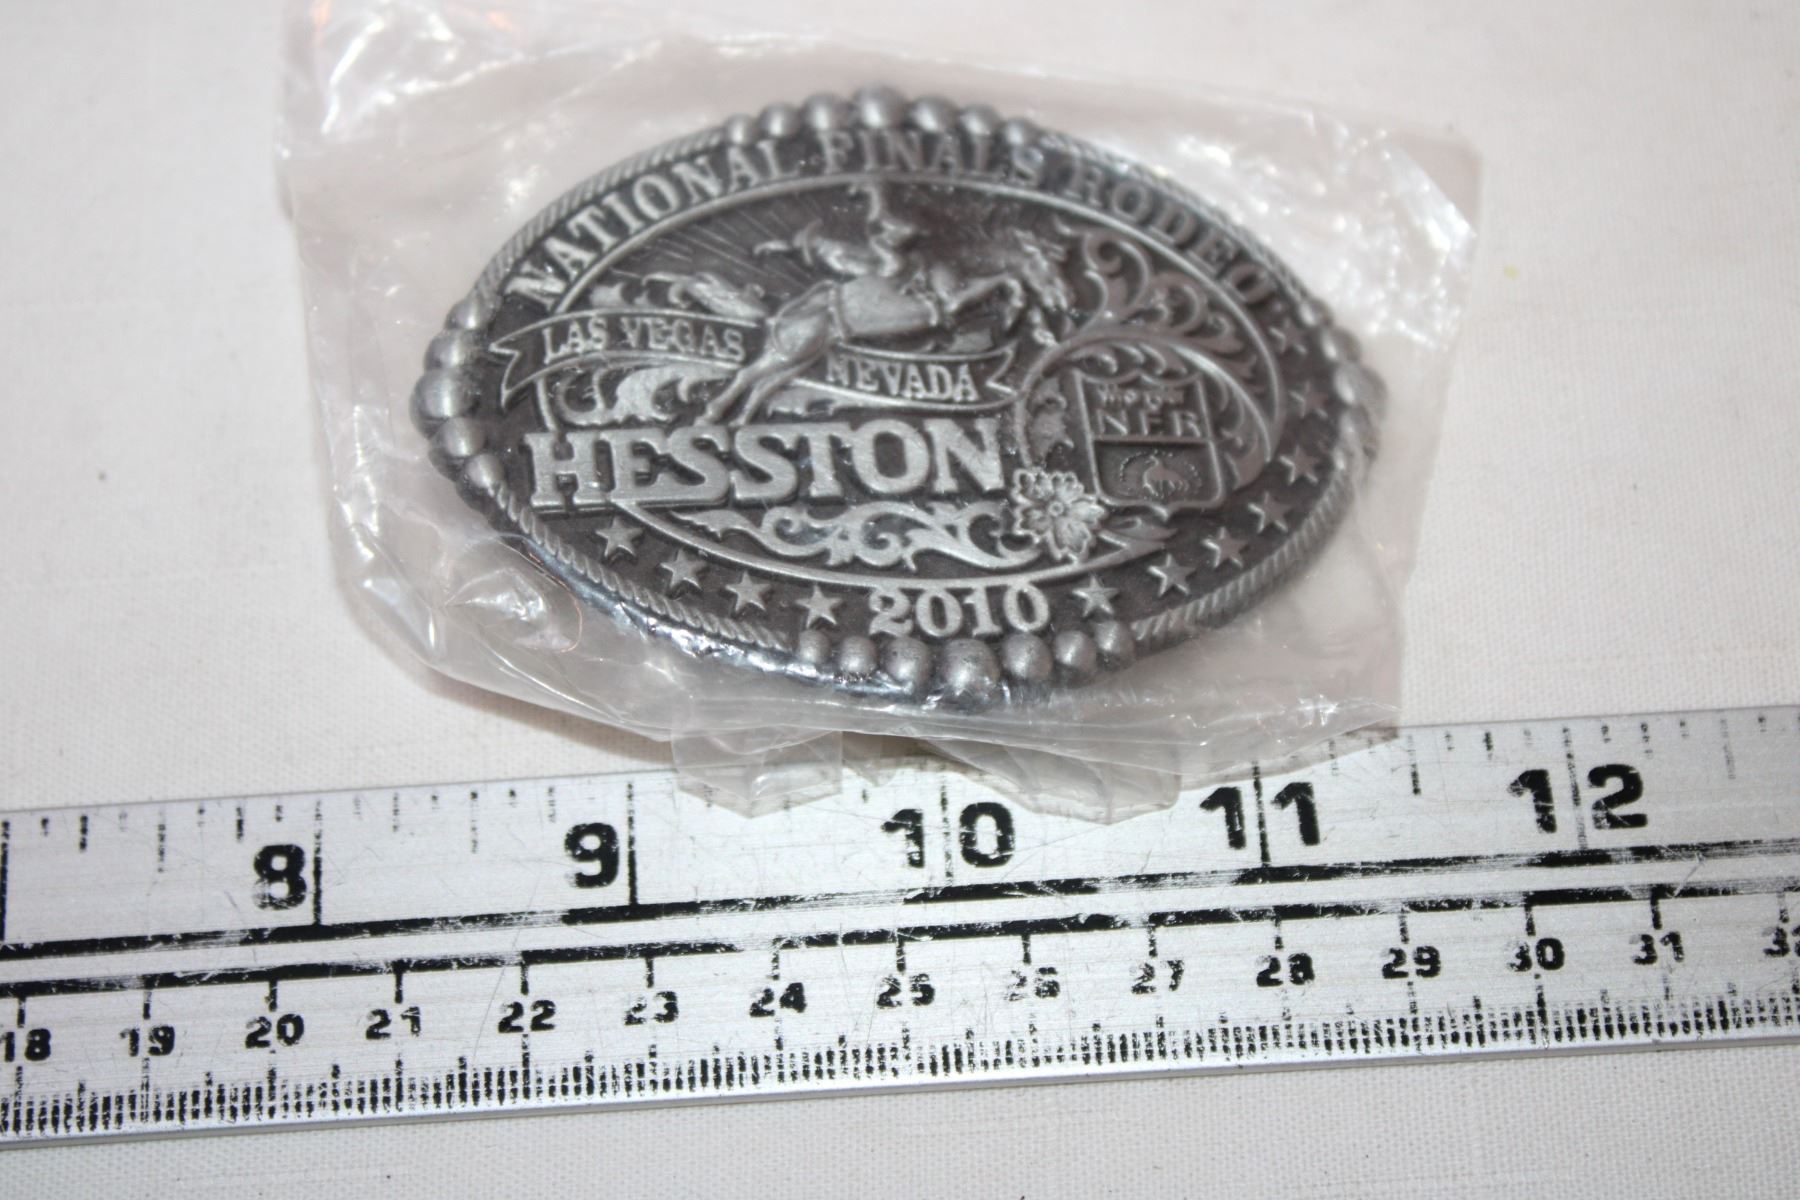 NATIONAL FINALS RODEO
LAS VEGAS
NEVADA
HESSTON
NFR
2010
8 9 10 11 12
18 19 20 21 22 23 24 25 26 27 28 29 30 31